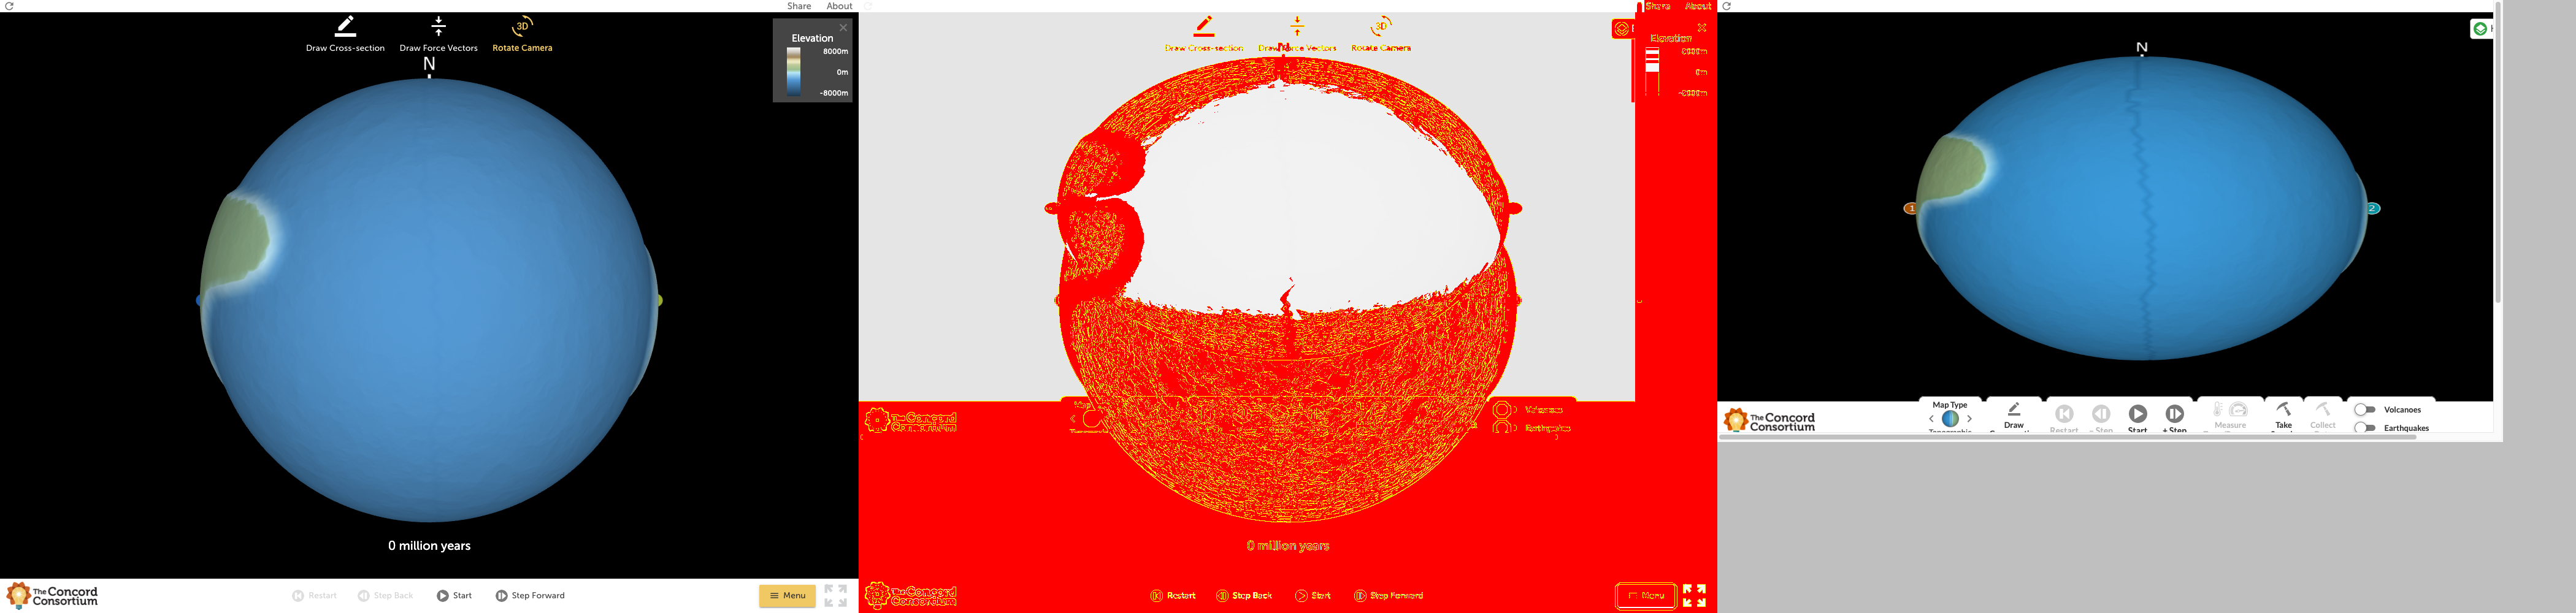 Share About
Draw Cross-section Draw Force Vectors Rotate Camera
3D
Elevation
8000m
0m
-8000m
N
0 million years
The Concord
Consortium
Restart Step Back Start Step Forward
Menu
Share About
Draw Cross-section Draw Force Vectors Rotate Camera
3D
Elevation
0m
0 million years
The Concord
Consortium
Volcanoes
Earthquakes
The Concord
Consortium
Restart Step Back Start Step Forward
Menu
N
1 2
The Concord
Consortium
Map Type
Draw
Restart - Step Start + Step
Measure
Take
Collect
Volcanoes
Earthquakes